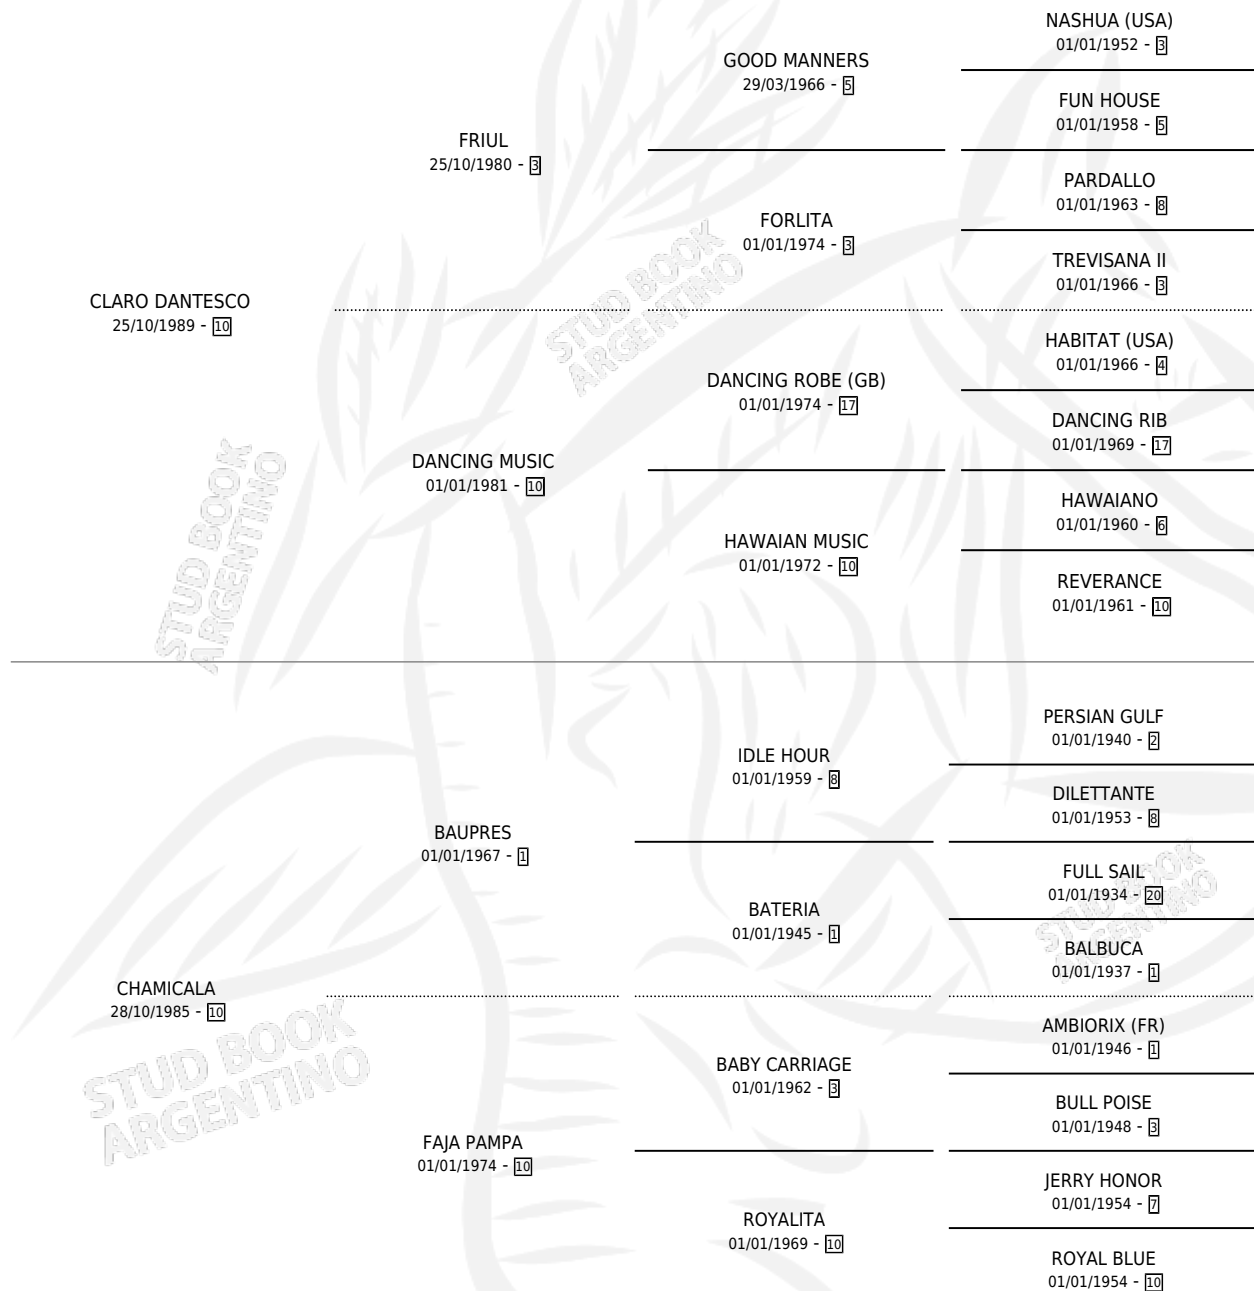 NASHUA (USA)
01/01/1952 - 3
GOOD MANNERS
29/03/1966 - 5
FUN HOUSE
01/01/1958 - 5
FRIUL
25/10/1980 - 3
PARDALLO
01/01/1963 - 8
FORLITA
01/01/1974 - 3
TREVISANA II
01/01/1966 - 3
CLARO DANTESCO
25/10/1989 - 10
HABITAT (USA)
01/01/1966 - 4
DANCING ROBE (GB)
01/01/1974 - 17
DANCING RIB
01/01/1969 - 17
DANCING MUSIC
01/01/1981 - 10
HAWAIANO
01/01/1960 - 6
HAWAIAN MUSIC
01/01/1972 - 10
REVERANCE
01/01/1961 - 10
PERSIAN GULF
01/01/1940 - 2
IDLE HOUR
01/01/1959 - 8
DILETTANTE
01/01/1953 - 8
BAUPRES
01/01/1967 - 1
FULL SAIL
01/01/1934 - 20
BATERIA
01/01/1945 - 1
BALBUCA
01/01/1937 - 1
CHAMICALA
28/10/1985 - 10
AMBIORIX (FR)
01/01/1946 - 1
BABY CARRIAGE
01/01/1962 - 3
BULL POISE
01/01/1948 - 3
FAJA PAMPA
01/01/1974 - 10
JERRY HONOR
01/01/1954 - 7
ROYALITA
01/01/1969 - 10
ROYAL BLUE
01/01/1954 - 10
STUD BOOK
ARGENTINO
STUD BOOK
ARGENTINO
STUD BOOK
ARGENTINO
STUD BOOK
ARGENTINO